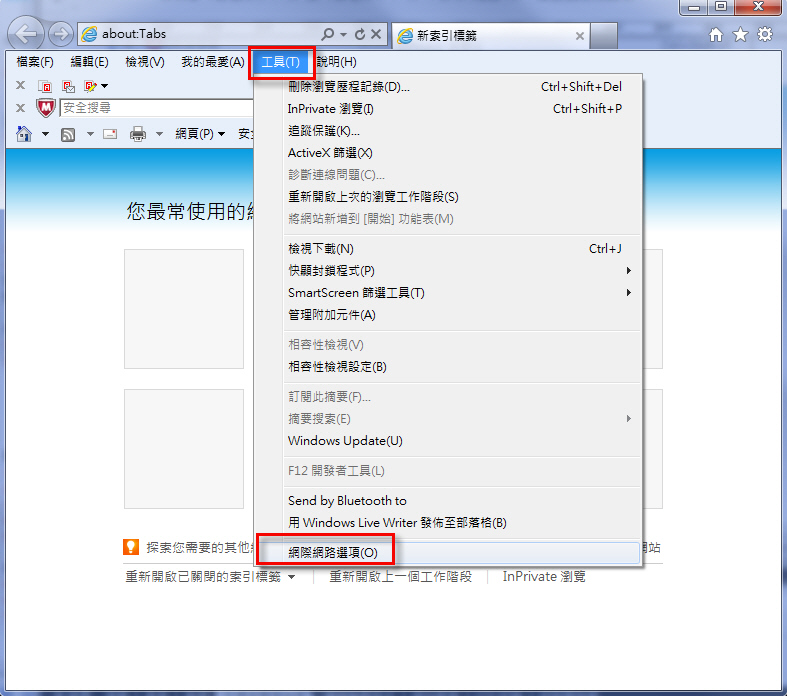 about:Tabs
新索引標籤
檔案(F) 編輯(E) 檢視(V) 我的最愛(A) 工具(T) 說明(H)
安全搜尋
網頁(P)
您最常使用的
刪除瀏覽歷程記錄(D)... Ctrl+Shift+Del
InPrivate 瀏覽(I) Ctrl+Shift+P
追蹤保護(K)...
ActiveX 篩選(X)
診斷連線問題(C)...
重新開啟上次的瀏覽工作階段(S)
將網站新增到 [開始] 功能表(M)
檢視下載(N) Ctrl+J
快顯封鎖程式(P)
SmartScreen 篩選工具(T)
管理附加元件(A)
相容性檢視(V)
相容性檢視設定(B)
訂閱此摘要(F)...
摘要搜索(E)
Windows Update(U)
F12 開發者工具(L)
Send by Bluetooth to
用 Windows Live Writer 發佈至部落格(B)
網際網路選項(O)
探索您需要的其他 站
重新開啟已關閉的索引標籤 重新開啟上一個工作階段 InPrivate 瀏覽